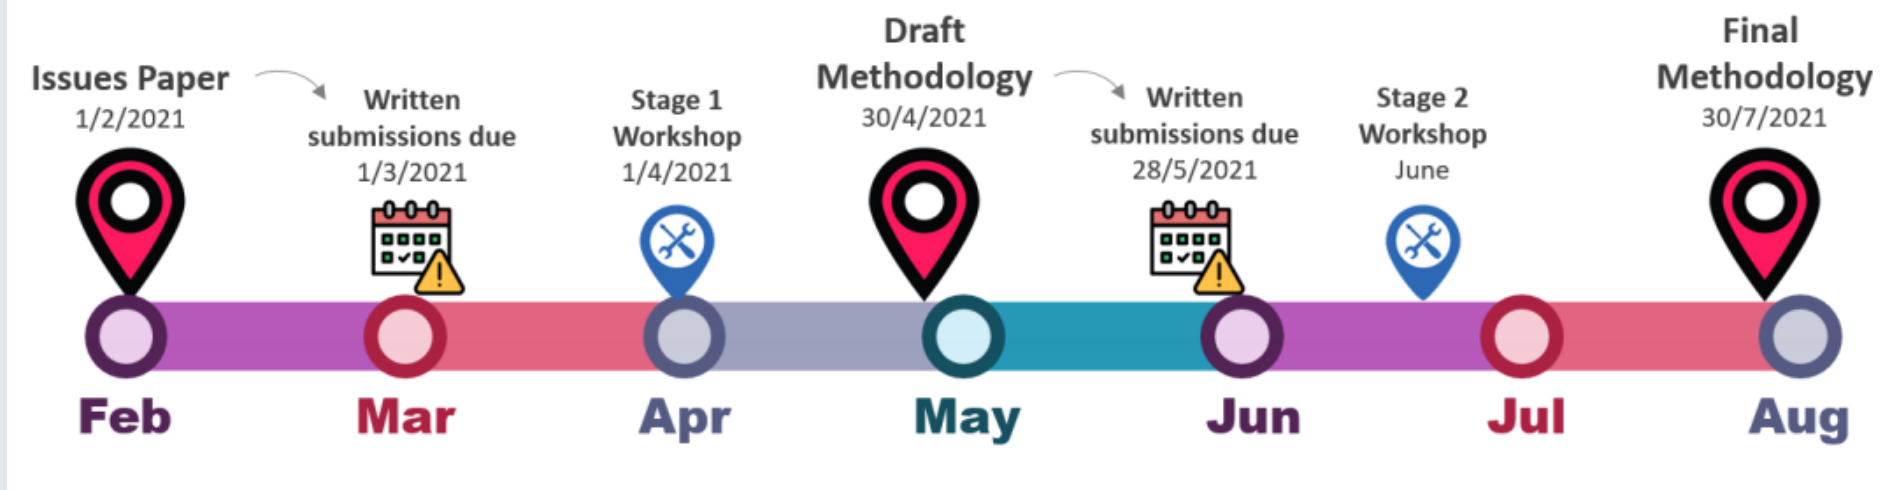 Issues Paper
1/2/2021
Written
submissions due
1/3/2021
Stage 1
Workshop
1/4/2021
Draft
Methodology
30/4/2021
Written
submissions due
28/5/2021
Stage 2
Workshop
June
Final
Methodology
30/7/2021
Feb
Mar
Apr
May
Jun
Jul
Aug